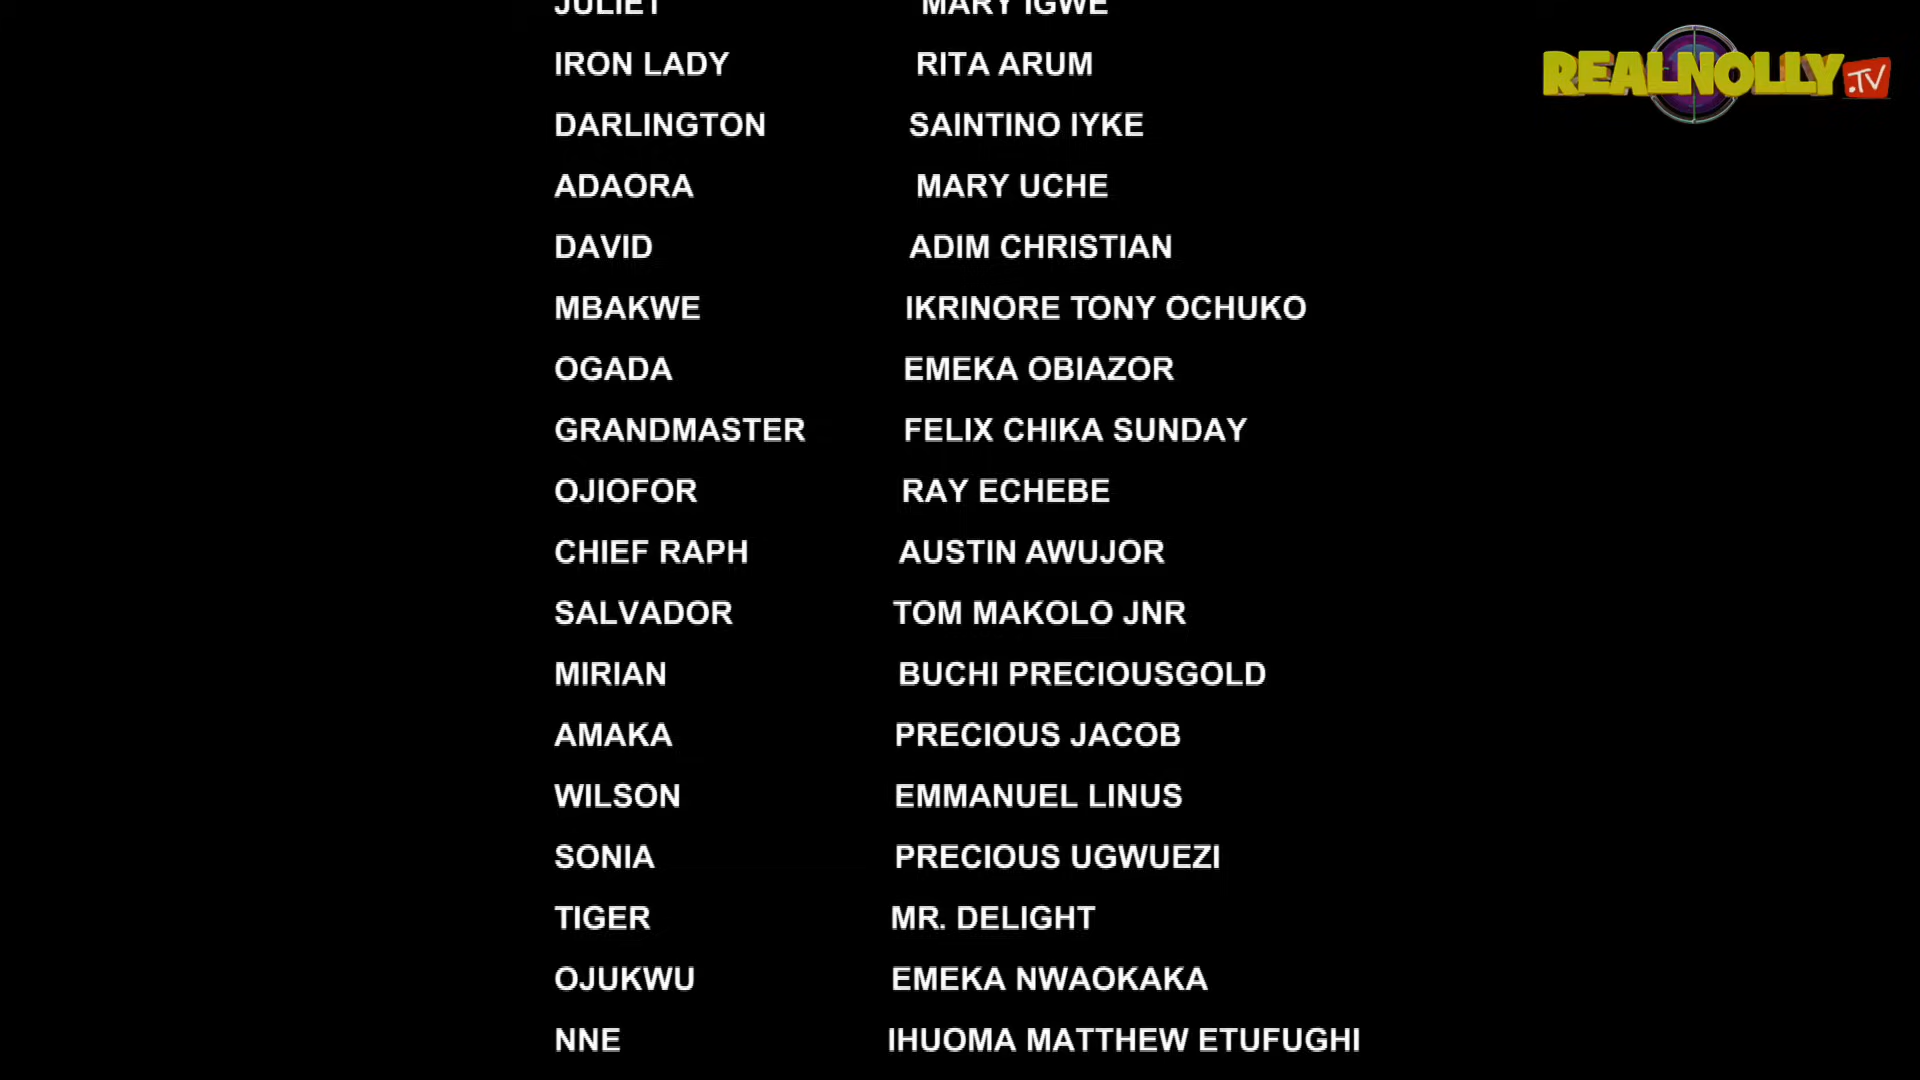 JULIET MARY IGWE
IRON LADY RITA ARUM
DARLINGTON SAINTINO IYKE
ADAORA MARY UCHE
DAVID ADIM CHRISTIAN
MBAKWE IKRINORE TONY OCHUKO
OGADA EMEKA OBIAZOR
GRANDMASTER FELIX CHIKA SUNDAY
OJIOFOR RAY ECHEBE
CHIEF RAPH AUSTIN AWUJOR
SALVADOR TOM MAKOLO JNR
MIRIAN BUCHI PRECIOUSGOLD
AMAKA PRECIOUS JACOB
WILSON EMMANUEL LINUS
SONIA PRECIOUS UGWUEZI
TIGER MR. DELIGHT
OJUKWU EMEKA NWAOKAKA
NNE IHUOMA MATTHEW ETUFUGHI
REALNOLLY.TV